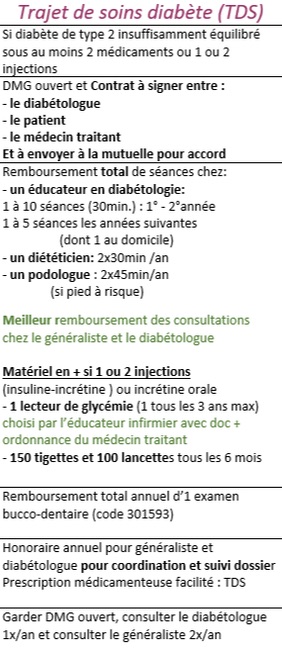 Trajet de soins diabète (TDS)
Si diabète de type 2 insuffisamment équilibré
sous au moins 2 médicaments ou 1 ou 2
injections
DMG ouvert et Contrat à signer entre :
- le diabétologue
- le patient
- le médecin traitant
Et à envoyer à la mutuelle pour accord
Remboursement total de séances chez:
- un éducateur en diabétologie:
1 à 10 séances (30min.) : 1° - 2°année
1 à 5 séances les années suivantes
(dont 1 au domicile)
- un diététicien: 2x30min /an
- un podologue : 2x45min/an
(si pied à risque)
Meilleur remboursement des consultations
chez le généraliste et le diabétologue
Matériel en + si 1 ou 2 injections
(insuline-incrétine ) ou incrétine orale
- 1 lecteur de glycémie (1 tous les 3 ans max)
choisi par l'éducateur infirmier avec doc +
ordonnance du médecin traitant
- 150 tigettes et 100 lancettes tous les 6 mois
Remboursement total annuel d'1 examen
bucco-dentaire (code 301593)
Honoraire annuel pour généraliste et
diabétologue pour coordination et suivi dossier
Prescription médicamenteuse facilité : TDS
Garder DMG ouvert, consulter le diabétologue
1x/an et consulter le généraliste 2x/an